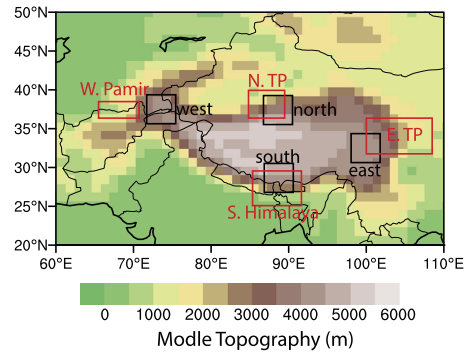 50°N
45°N
40°N
35°N
30°N
25°N
20°N
W. Pamir
N. TP
west
north
E. TP
south
east
S. Himalaya
60°E 70°E 80°E 90°E 100°E 110°E
0 1000 2000 3000 4000 5000 6000
Modle Topography (m)